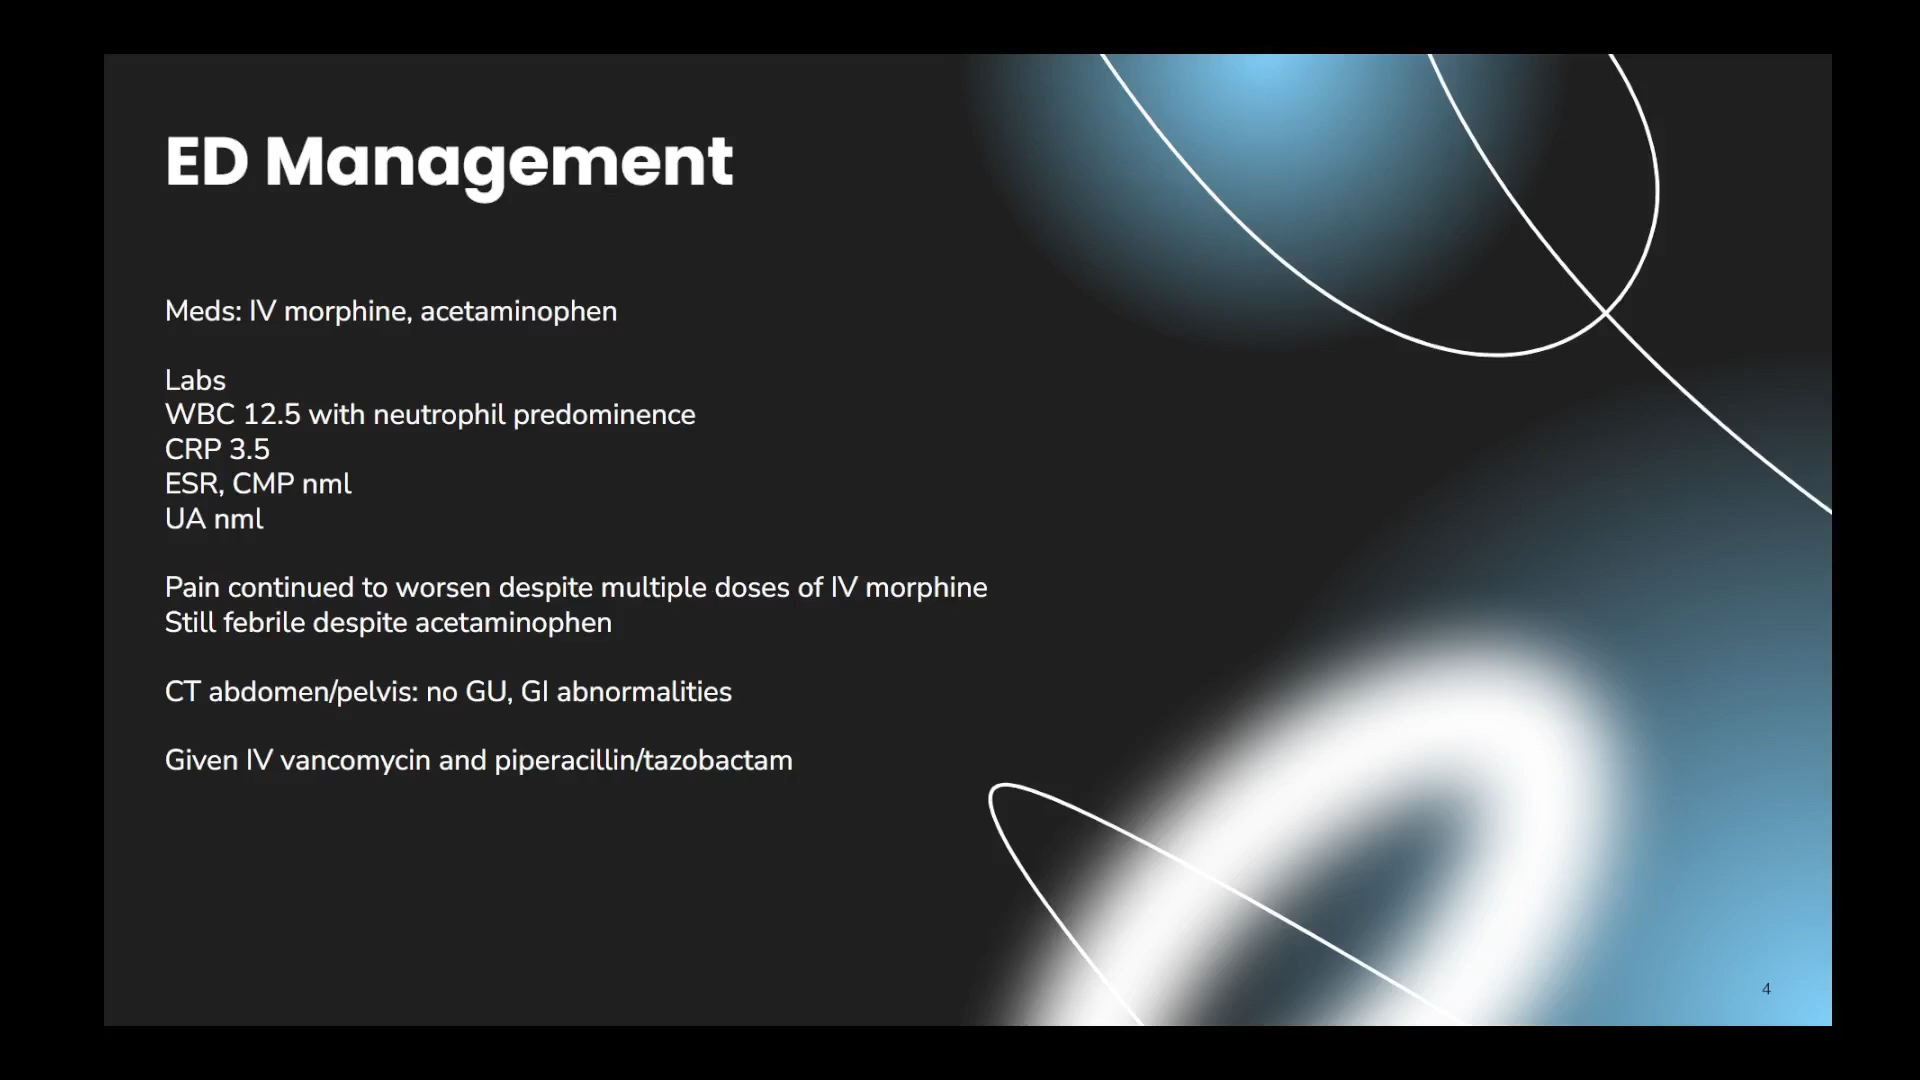 ED Management
Meds: IV morphine, acetaminophen
Labs
WBC 12.5 with neutrophil predominence
CRP 3.5
ESR, CMP nml
UA nml
Pain continued to worsen despite multiple doses of IV morphine
Still febrile despite acetaminophen
CT abdomen/pelvis: no GU, GI abnormalities
Given IV vancomycin and piperacillin/tazobactam
4